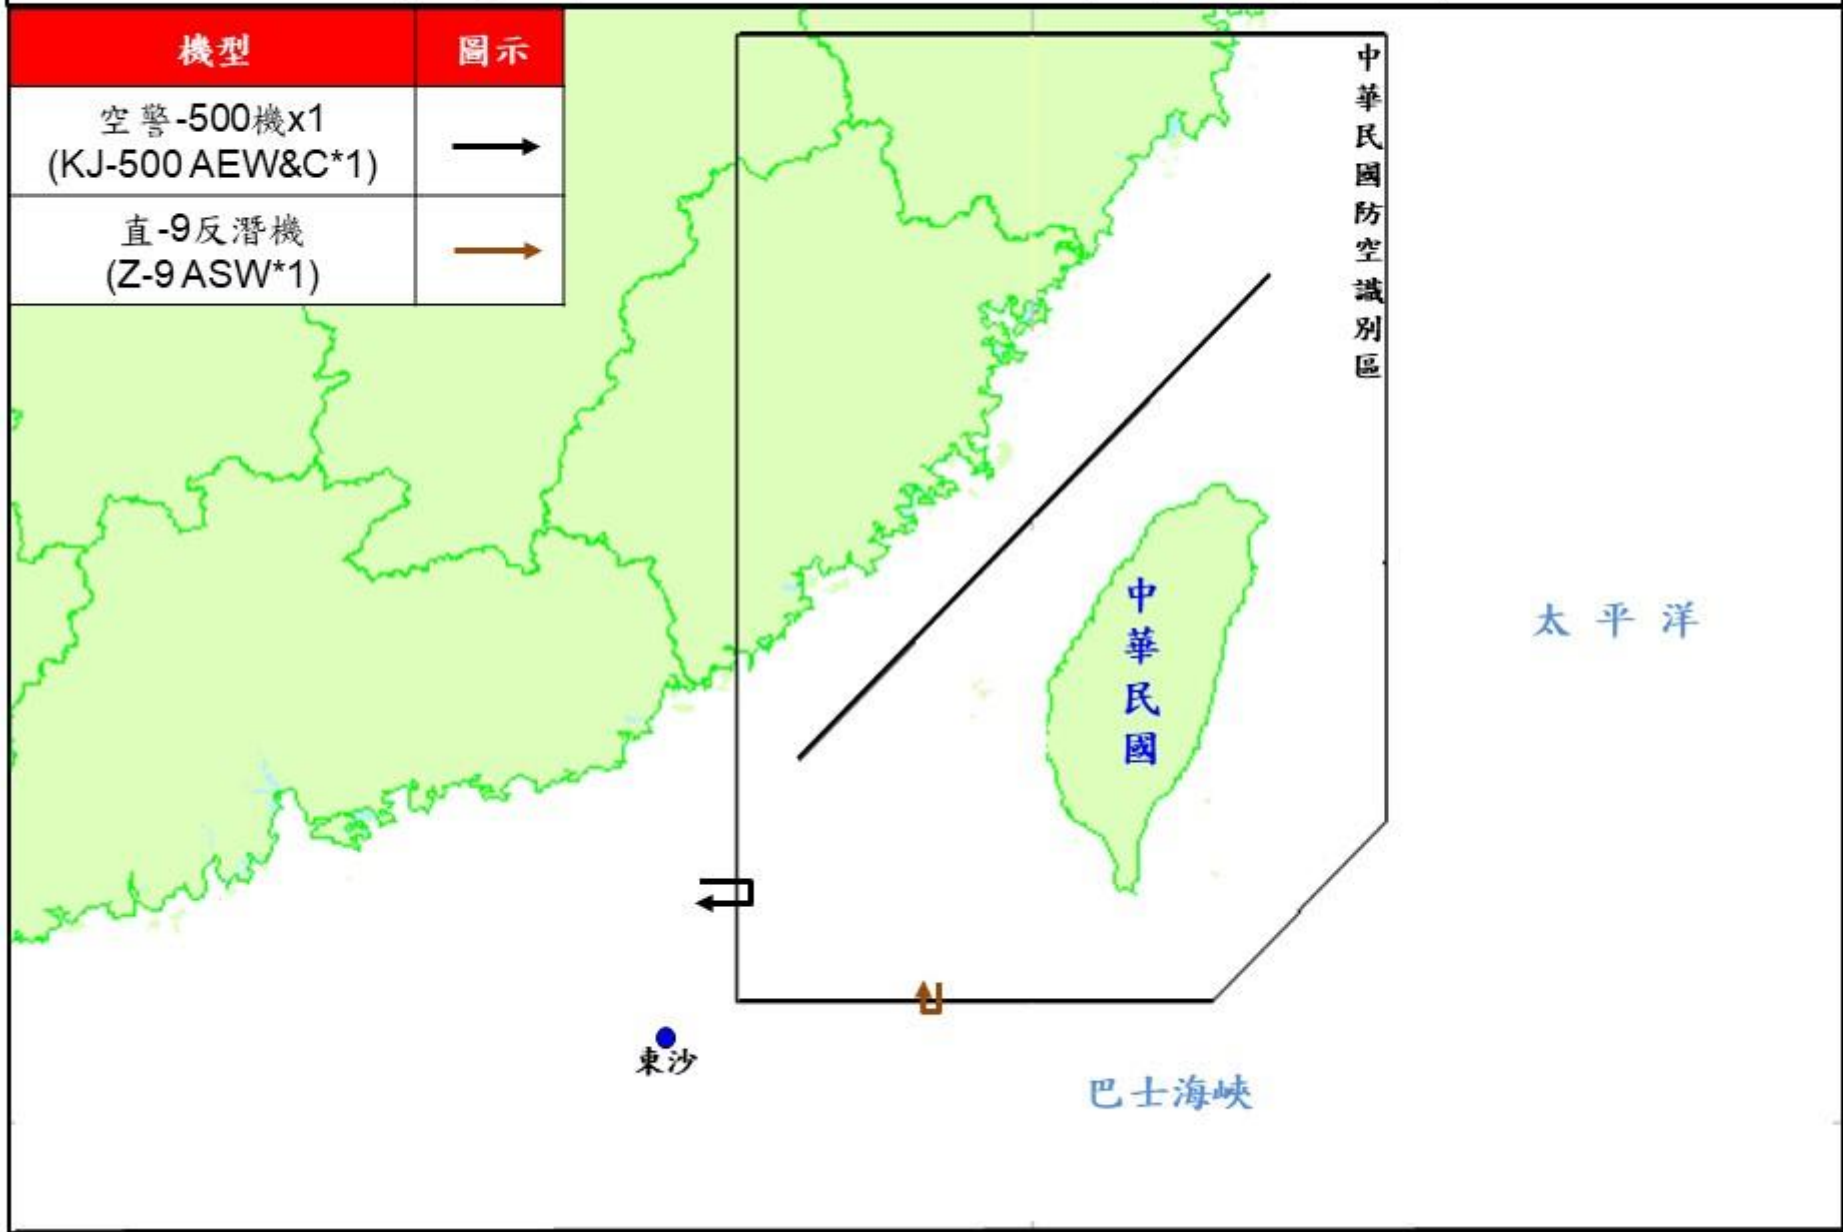 機型
圖示
空警-500機x1
(KJ-500 AEW&C*1)
直-9反潛機
(Z-9 ASW*1)
中華民國防空識別區
中華民國
太平洋
東沙
巴士海峽